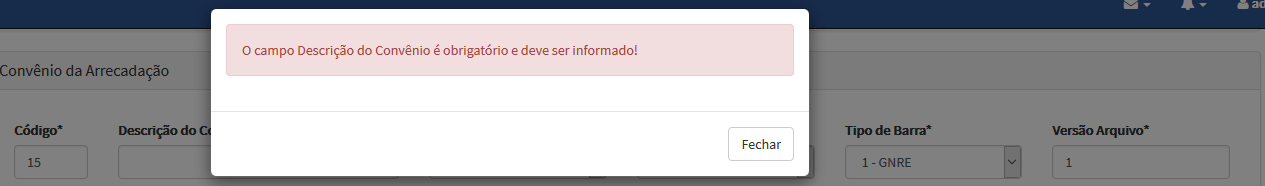 O campo Descrição do Convênio é obrigatório e deve ser informado!
Convênio da Arrecadação
Fechar
Código* Descrição do Tipo de Barra* Versão Arquivo*
15 1 - GNRE 1